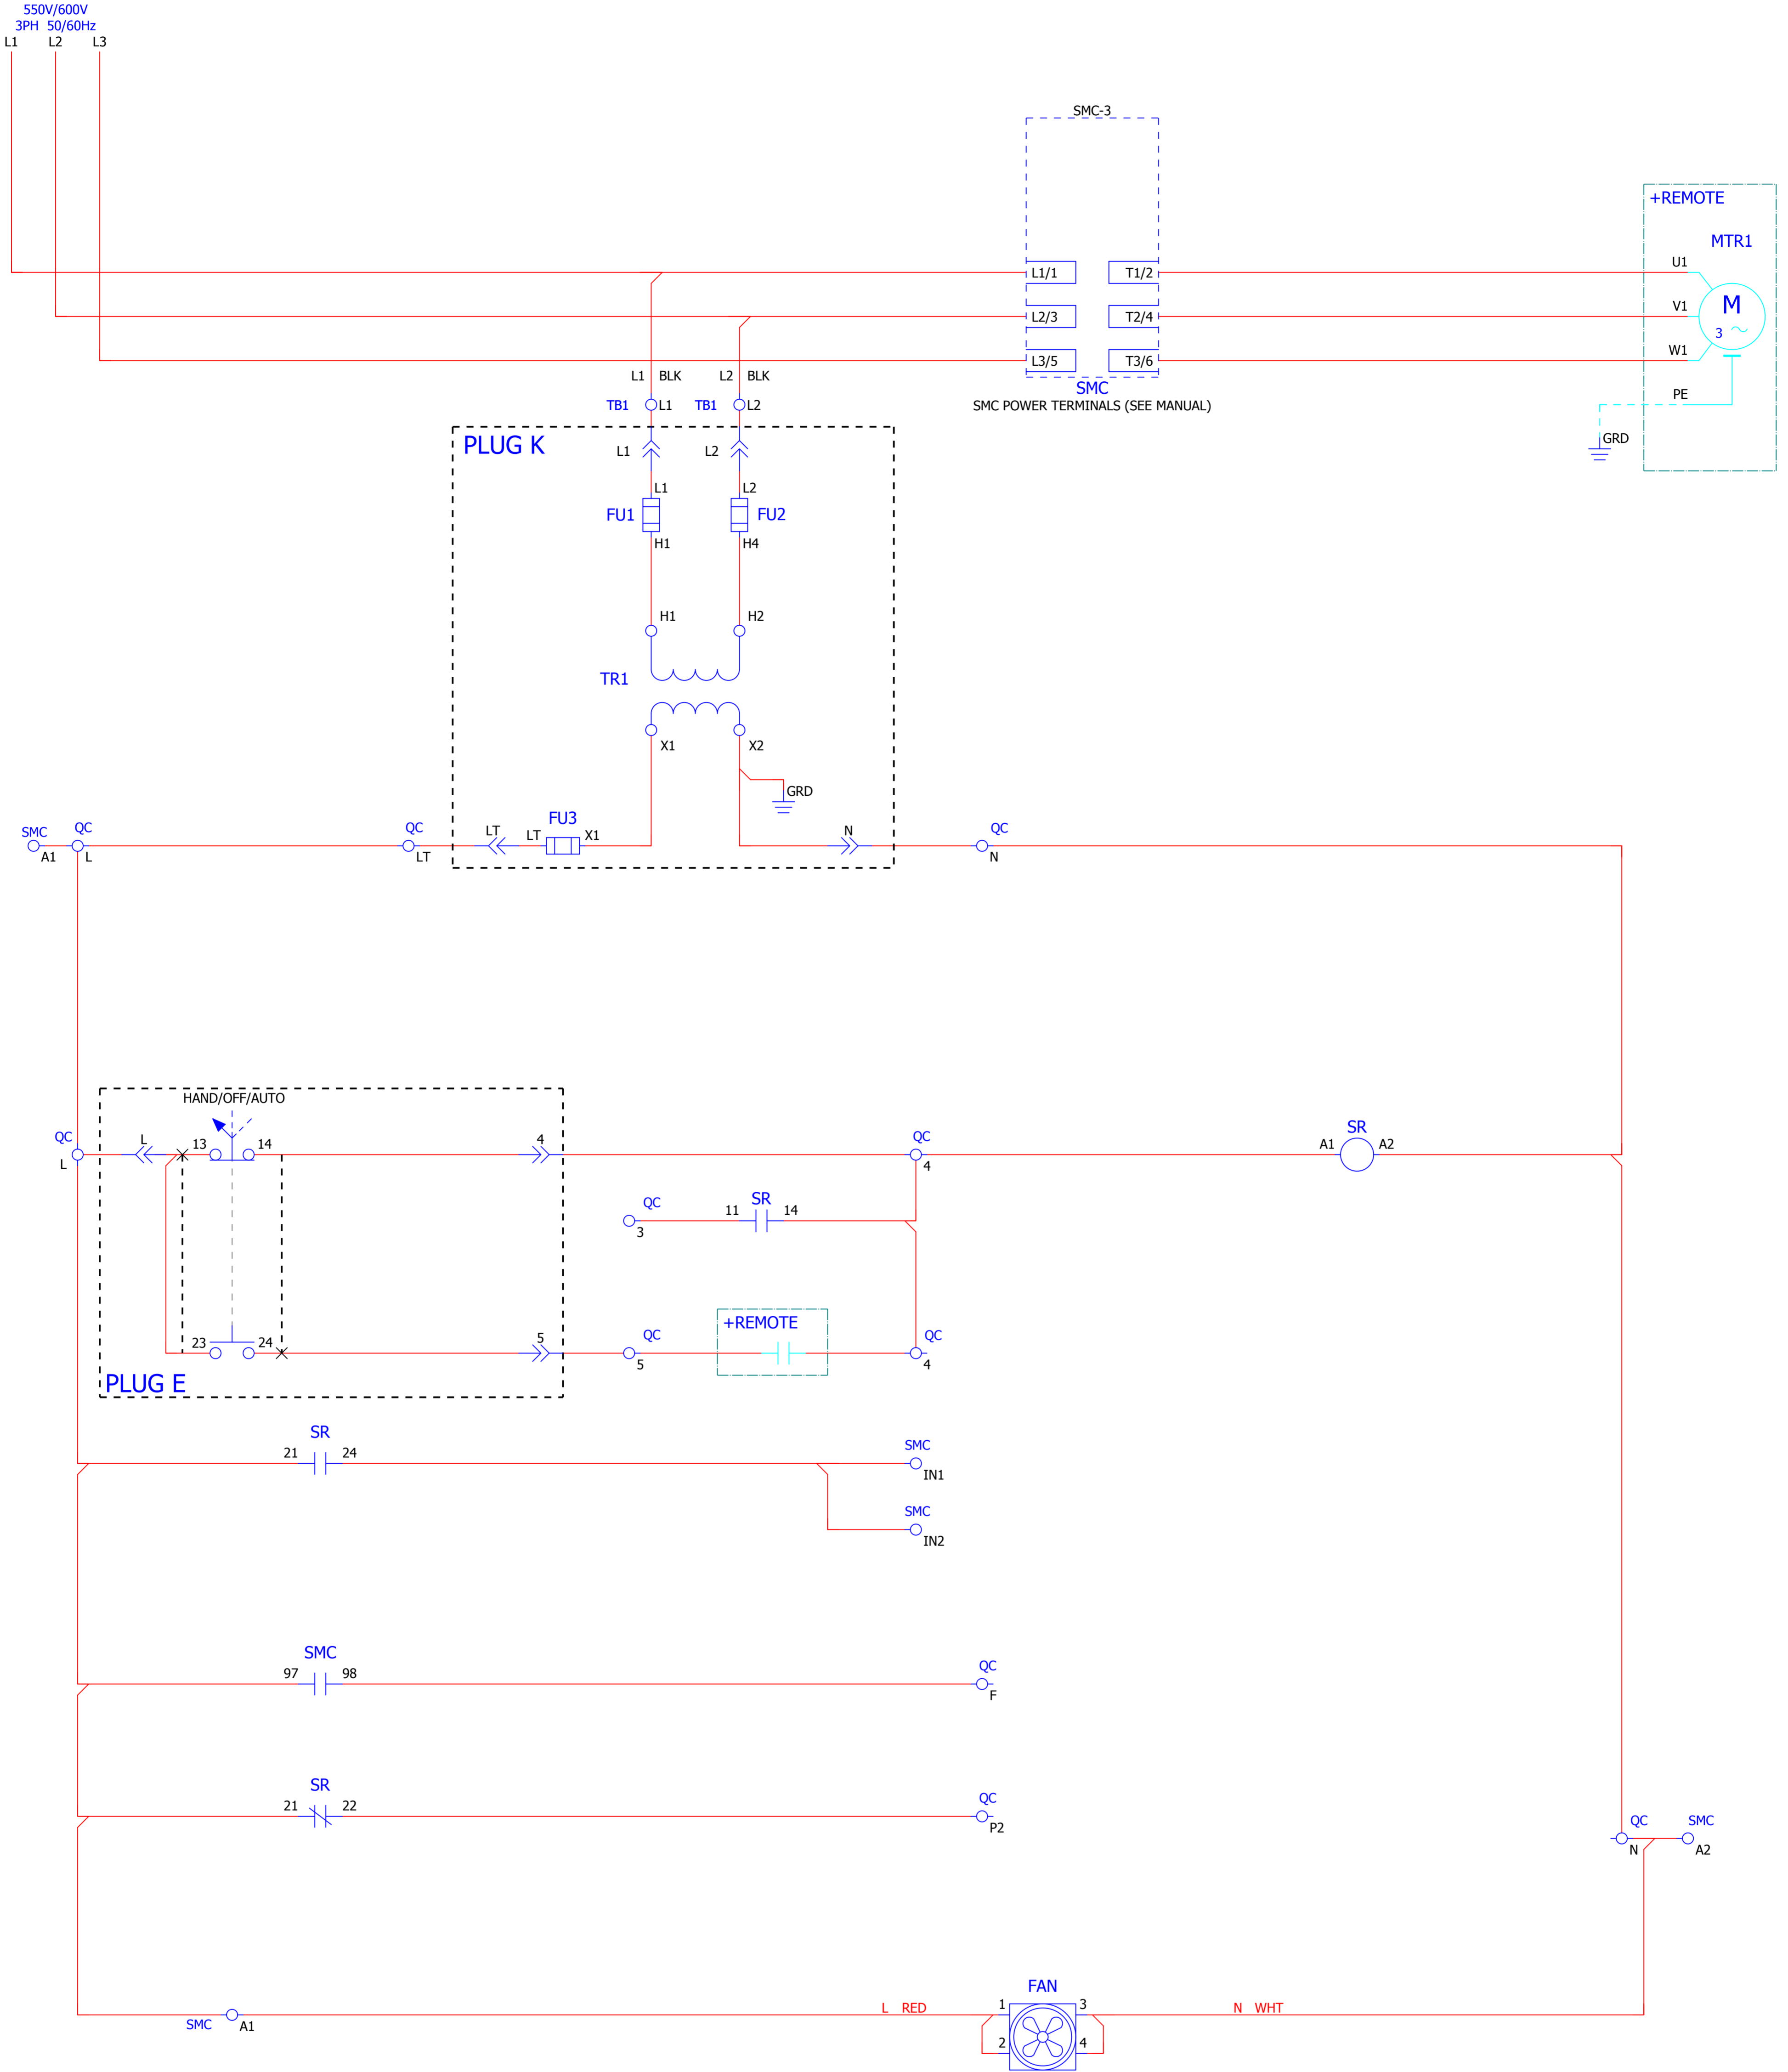 550V/600V
3PH 50/60Hz
L1 L2 L3
SMC-3
+REMOTE
MTR1
L1/1 T1/2 U1
L2/3 T2/4 V1
M
3
L3/5 T3/6 W1
SMC
SMC POWER TERMINALS (SEE MANUAL)
PE
GRD
L1 BLK L2 BLK
TB1 L1 TB1 L2
PLUG K
L1 L2
L1 L2
FU1 FU2
H1 H4
H1 H2
TR1
X1 X2
GRD
SMC QC QC LT FU3 N QC
LT X1
A1 L LT N
HAND/OFF/AUTO
QC L 13 14 4 QC A1 SR A2
L 4
QC 11 SR 14
3
+REMOTE
23 24 5 QC QC
5 4
PLUG E
SR
21 24 SMC
IN1
SMC
IN2
SMC
97 98 QC
F
SR
21 22 QC
P2
QC SMC
N A2
FAN
L RED 1 3 N WHT
SMC A1
2 4